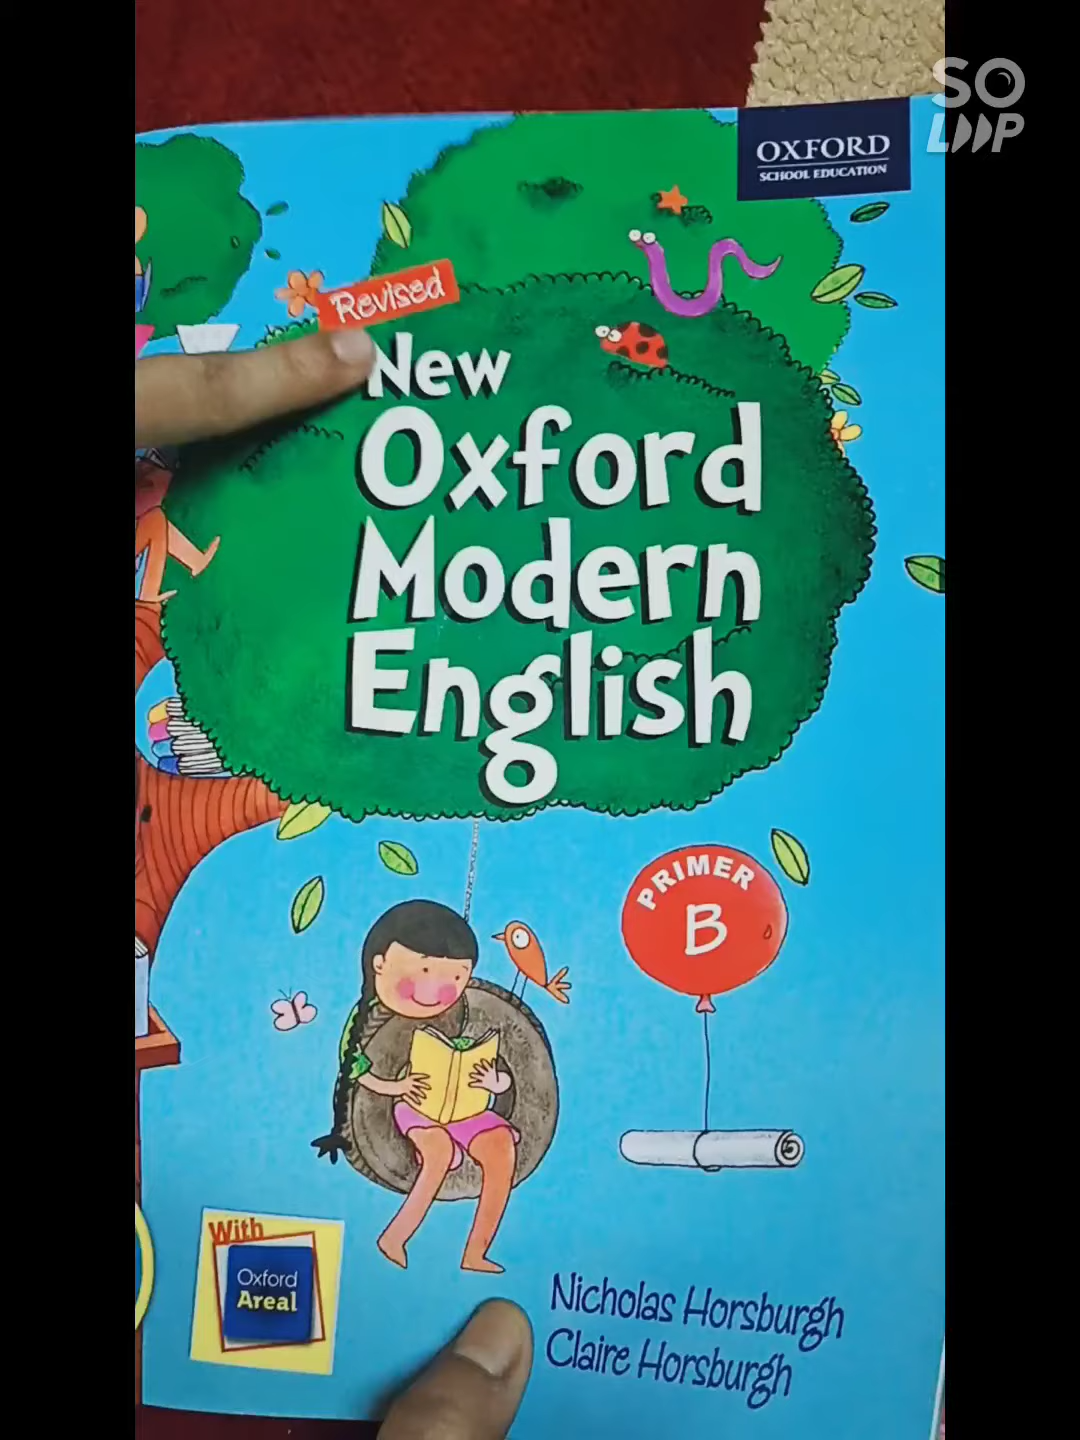 SO
LOOP
OXFORD
SCHOOL EDUCATION
Revised
New
Oxford
Modern
English
PRIMER
B
With
Oxford
Areal
Nicholas Horsburgh
Claire Horsburgh